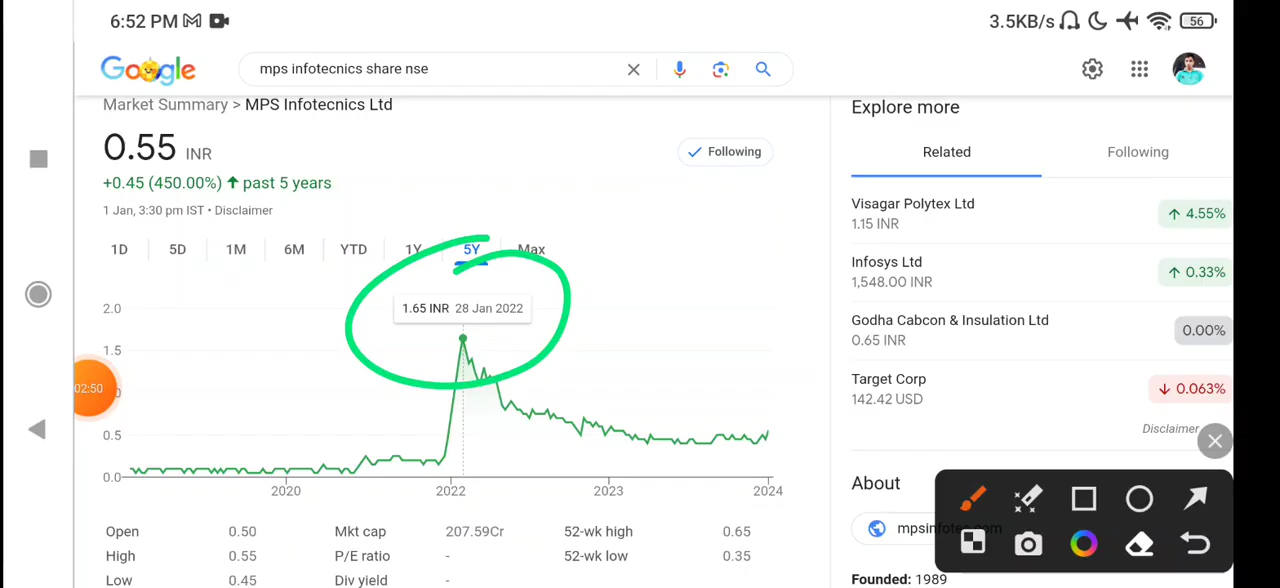 6:52 PM
3.5KB/s 56
Google
mps infotecnics share nse
Market Summary > MPS Infotecnics Ltd
0.55 INR
Following
+0.45 (450.00%) past 5 years
1 Jan, 3:30 pm IST • Disclaimer
1D 5D 1M 6M YTD 1Y 5Y Max
1.65 INR 28 Jan 2022
2.0
1.5
02:50
0.5
0.0
2020 2022 2023 2024
Open 0.50 Mkt cap 207.59Cr 52-wk high 0.65
High 0.55 P/E ratio - 52-wk low 0.35
Low 0.45 Div yield -
Explore more
Related Following
Visagar Polytex Ltd
1.15 INR 4.55%
Infosys Ltd
1,548.00 INR 0.33%
Godha Cabcon & Insulation Ltd
0.65 INR 0.00%
Target Corp
142.42 USD 0.063%
Disclaimer
About
mpsinfotec.com
Founded: 1989